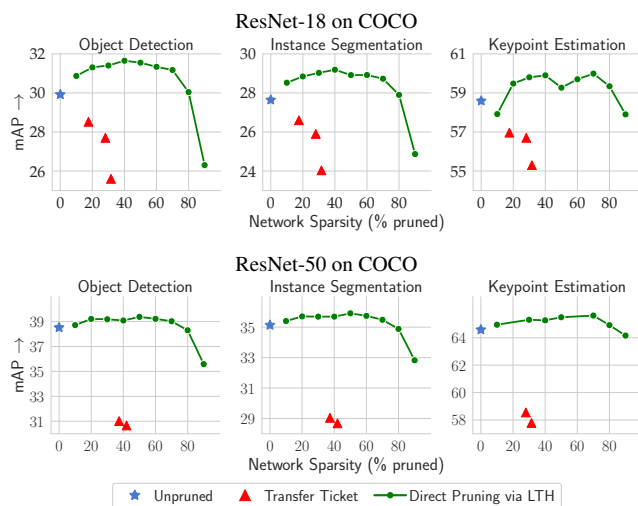 ResNet-18 on COCO
Object Detection Instance Segmentation Keypoint Estimation
mAP →
32
30
28
26
30
28
26
24
61
59
57
55
0 20 40 60 80 0 20 40 60 80 0 20 40 60 80
Network Sparsity (% pruned)
ResNet-50 on COCO
Object Detection Instance Segmentation Keypoint Estimation
mAP →
39
37
35
33
31
35
33
31
29
64
62
60
58
0 20 40 60 80 0 20 40 60 80 0 20 40 60 80
Network Sparsity (% pruned)
Unpruned Transfer Ticket Direct Pruning via LTH